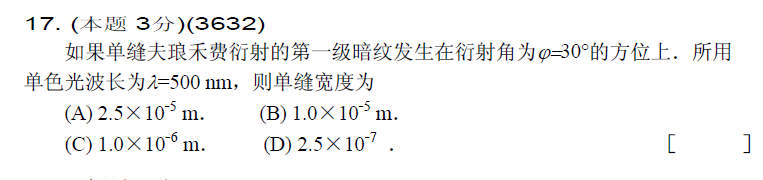 17. (本题 3分)(3632)
如果单缝夫琅禾费衍射的第一级暗纹发生在衍射角为φ=30°的方位上．所用
单色光波长为λ=500 nm，则单缝宽度为
(A) 2.5×10⁻⁵ m． (B) 1.0×10⁻⁵ m．
(C) 1.0×10⁻⁶ m． (D) 2.5×10⁻⁷ ． [ ]